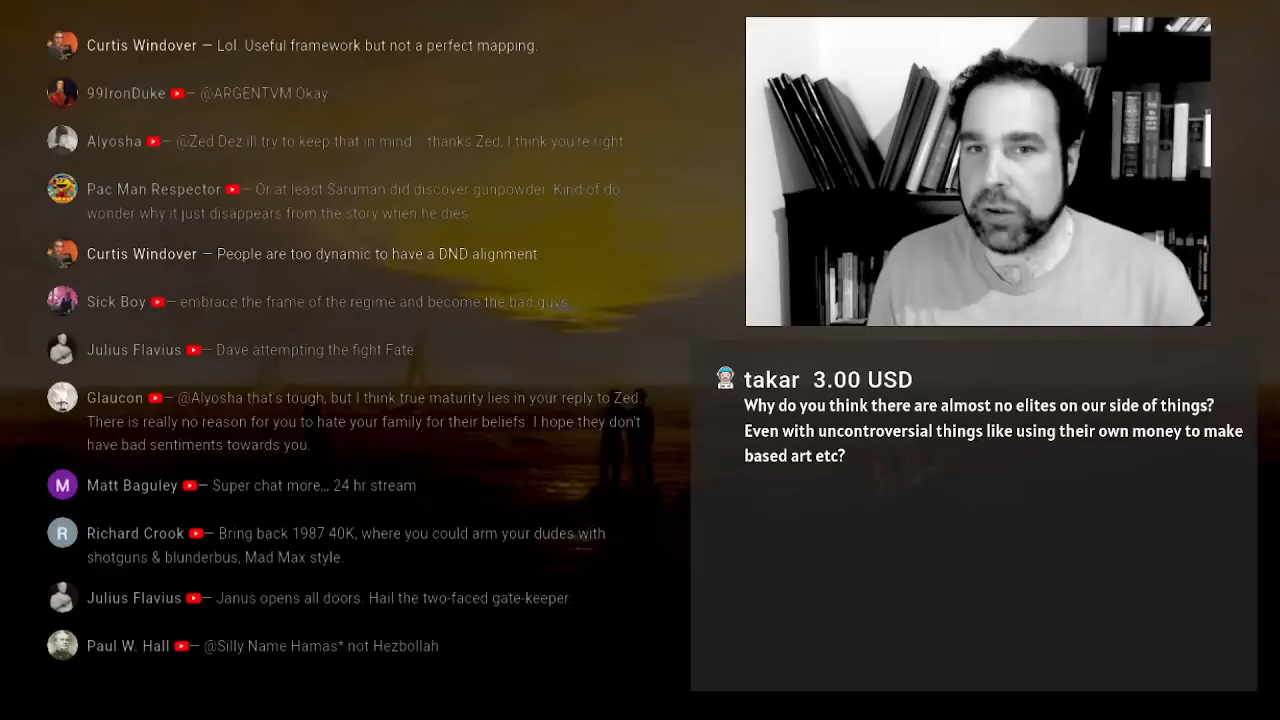 Curtis Windover — Lol. Useful framework but not a perfect mapping.
99IronDuke — @ARGENTVM Okay
Alyosha — @Zed Dez ill try to keep that in mind... thanks Zed, I think you're right
Pac Man Respector — Or at least Saruman did discover gunpowder. Kind of do
wonder why it just disappears from the story when he dies
Curtis Windover — People are too dynamic to have a DND alignment
Sick Boy — embrace the frame of the regime and become the bad guys
Julius Flavius — Dave attempting the fight Fate.
Glaucon — @Alyosha that's tough, but I think true maturity lies in your reply to Zed.
There is really no reason for you to hate your family for their beliefs. I hope they don't
have bad sentiments towards you.
M
Matt Baguley — Super chat more,,, 24 hr stream
R
Richard Crook — Bring back 1987 40K, where you could arm your dudes with
shotguns & blunderbus, Mad Max style.
Julius Flavius — Janus opens all doors. Hail the two-faced gate-keeper.
Paul W. Hall — @Silly Name Hamas* not Hezbollah
takar 3.00 USD
Why do you think there are almost no elites on our side of things?
Even with uncontroversial things like using their own money to make
based art etc?